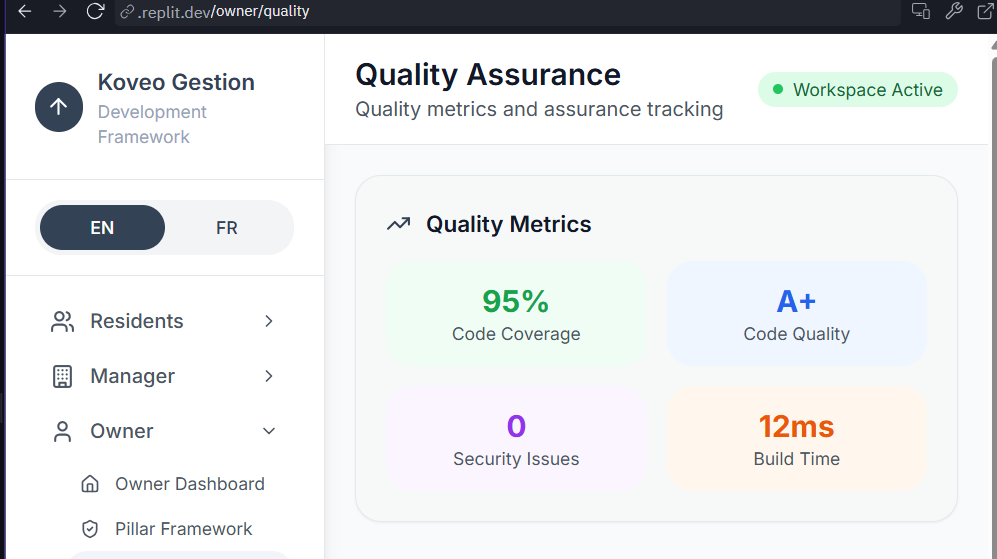 .replit.dev/owner/quality
Koveo Gestion
Development
Framework
EN
FR
Residents
Manager
Owner
Owner Dashboard
Pillar Framework
Quality Assurance
Quality metrics and assurance tracking
Workspace Active
Quality Metrics
95%
Code Coverage
A+
Code Quality
0
Security Issues
12ms
Build Time